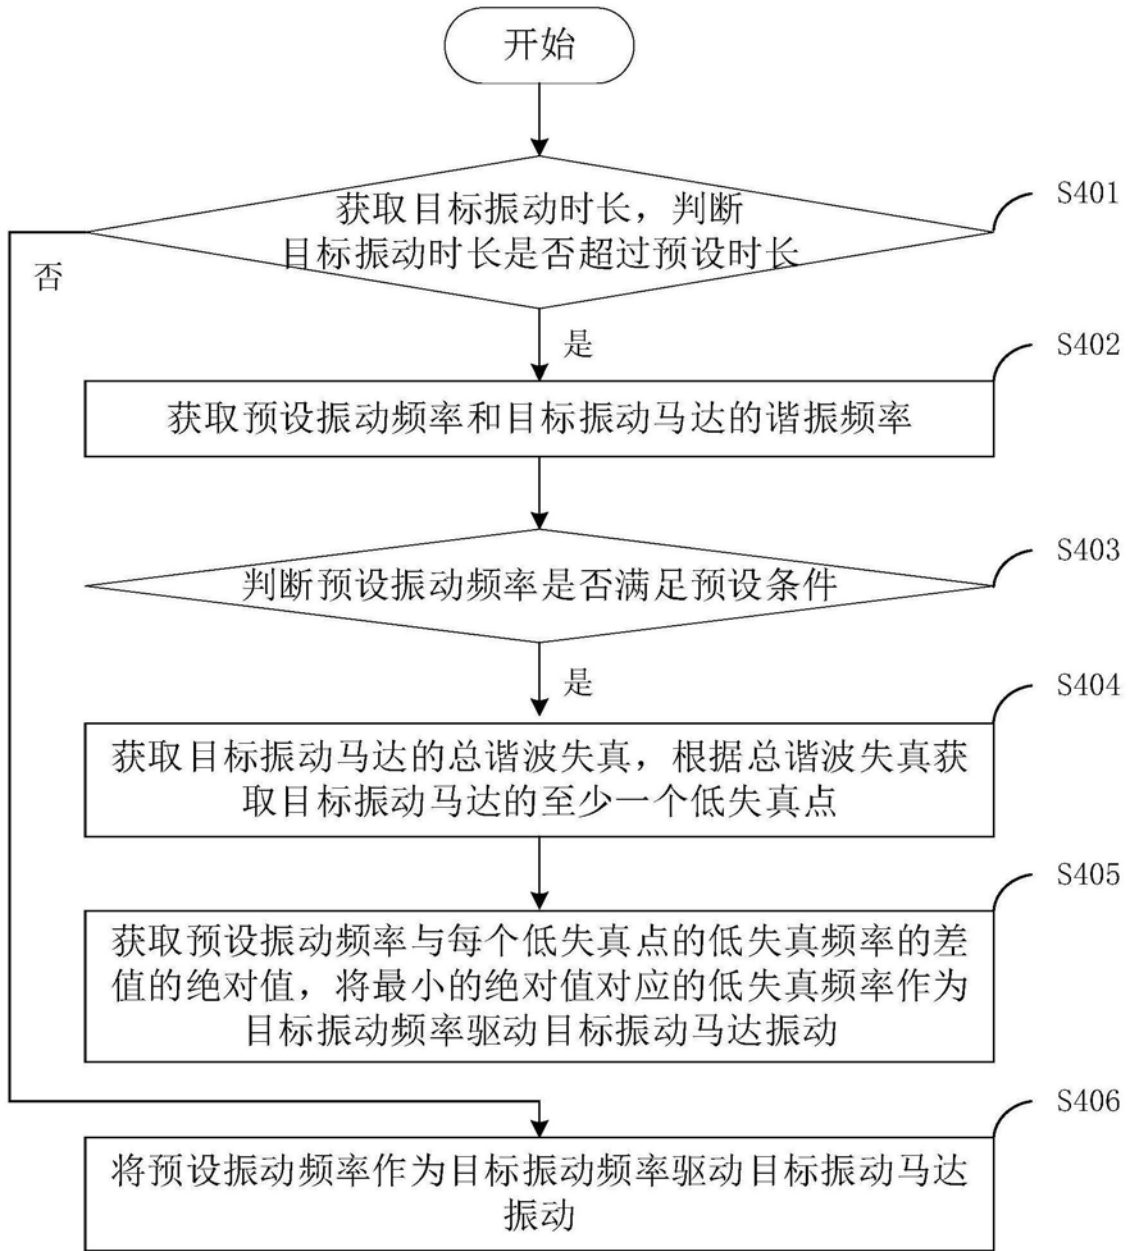 开始
获取目标振动时长，判断
目标振动时长是否超过预设时长
S401
否
是
S402
获取预设振动频率和目标振动马达的谐振频率
S403
判断预设振动频率是否满足预设条件
是
S404
获取目标振动马达的总谐波失真，根据总谐波失真获
取目标振动马达的至少一个低失真点
S405
获取预设振动频率与每个低失真点的低失真频率的差
值的绝对值，将最小的绝对值对应的低失真频率作为
目标振动频率驱动目标振动马达振动
S406
将预设振动频率作为目标振动频率驱动目标振动马达
振动